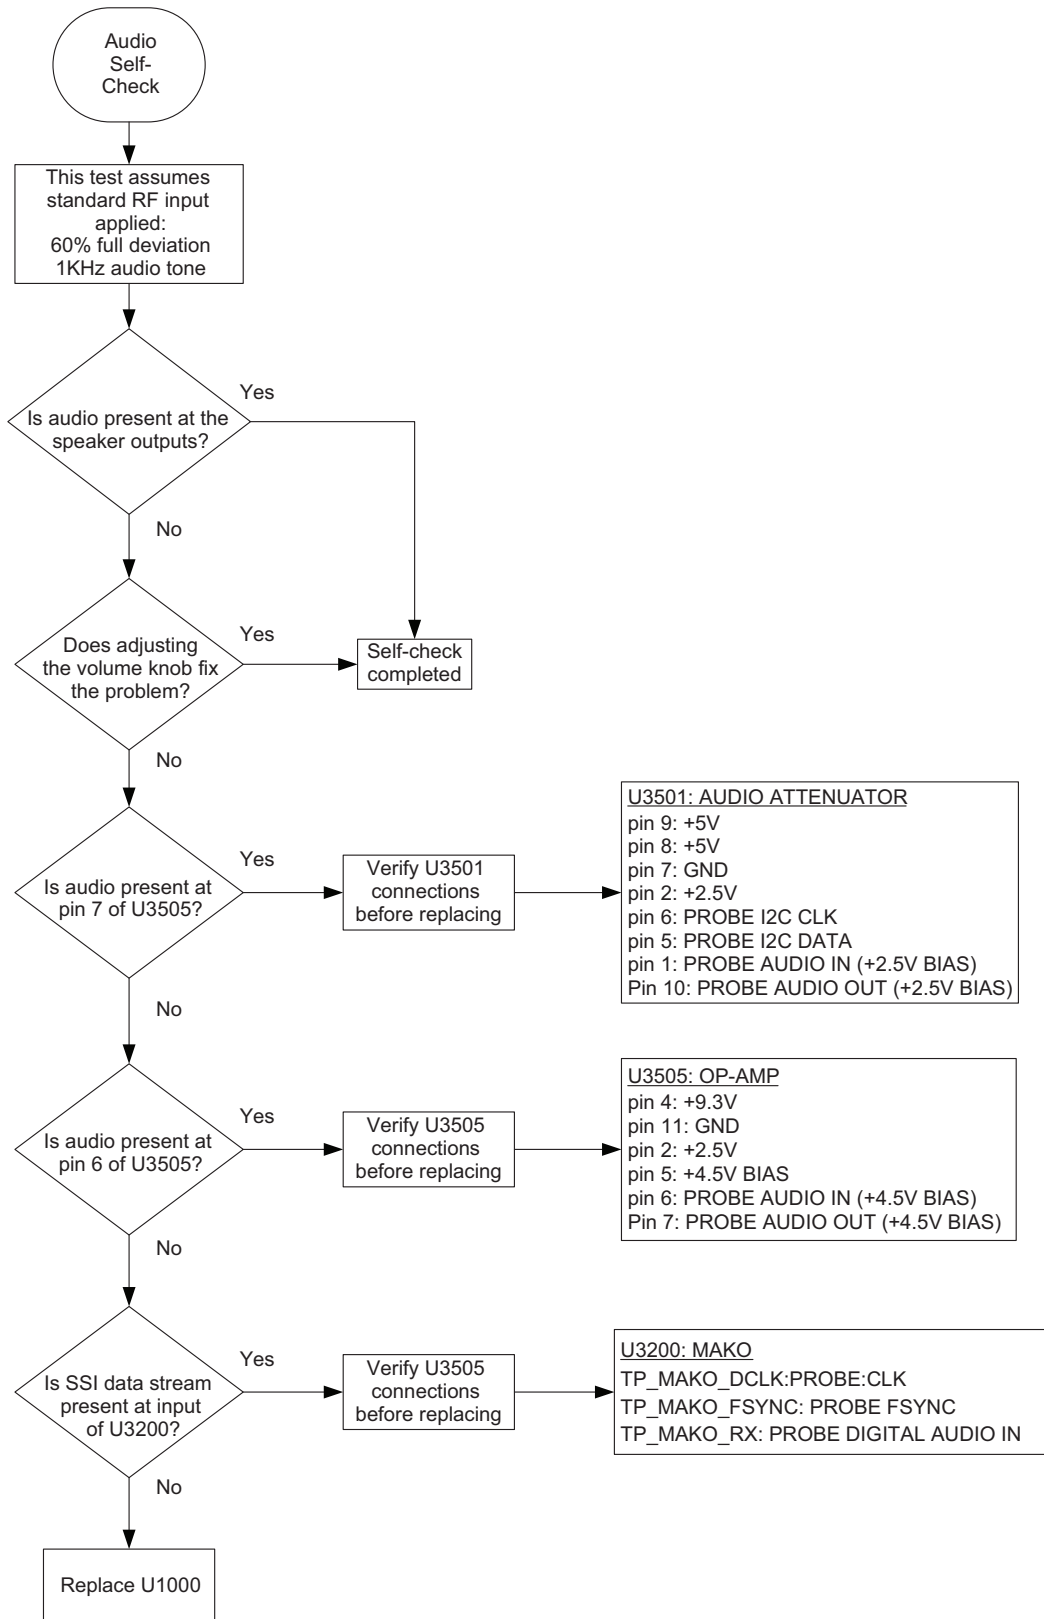 Audio
Self-
Check
This test assumes
standard RF input
applied:
60% full deviation
1KHz audio tone
Is audio present at the
speaker outputs?
Yes
No
Does adjusting
the volume knob fix
the problem?
Yes
Self-check
completed
No
Is audio present at
pin 7 of U3505?
Yes
Verify U3501
connections
before replacing
U3501: AUDIO ATTENUATOR
pin 9: +5V
pin 8: +5V
pin 7: GND
pin 2: +2.5V
pin 6: PROBE I2C CLK
pin 5: PROBE I2C DATA
pin 1: PROBE AUDIO IN (+2.5V BIAS)
Pin 10: PROBE AUDIO OUT (+2.5V BIAS)
No
Is audio present at
pin 6 of U3505?
Yes
Verify U3505
connections
before replacing
U3505: OP-AMP
pin 4: +9.3V
pin 11: GND
pin 2: +2.5V
pin 5: +4.5V BIAS
pin 6: PROBE AUDIO IN (+4.5V BIAS)
Pin 7: PROBE AUDIO OUT (+4.5V BIAS)
No
Is SSI data stream
present at input
of U3200?
Yes
Verify U3505
connections
before replacing
U3200: MAKO
TP_MAKO_DCLK:PROBE:CLK
TP_MAKO_FSYNC: PROBE FSYNC
TP_MAKO_RX: PROBE DIGITAL AUDIO IN
No
Replace U1000